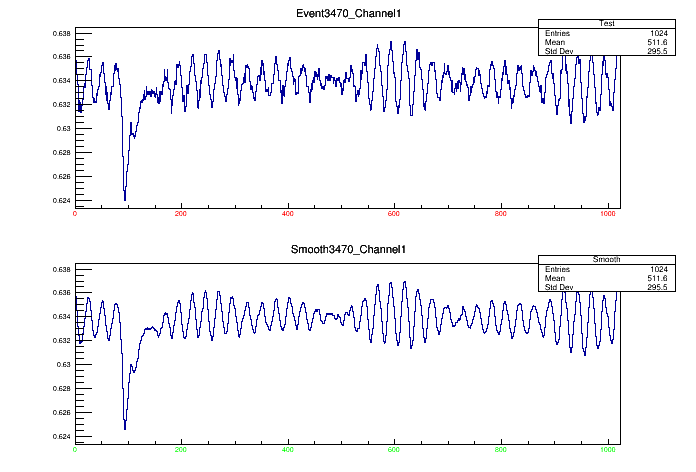 Event3470_Channel1
Test
Entries 1024
Mean 511.6
Std Dev 295.5
0.638
0.636
0.634
0.632
0.63
0.628
0.626
0.624
0 200 400 600 800 1000
Smooth3470_Channel1
Smooth
Entries 1024
Mean 511.6
Std Dev 295.5
0.638
0.636
0.634
0.632
0.63
0.628
0.626
0.624
0 200 400 600 800 1000